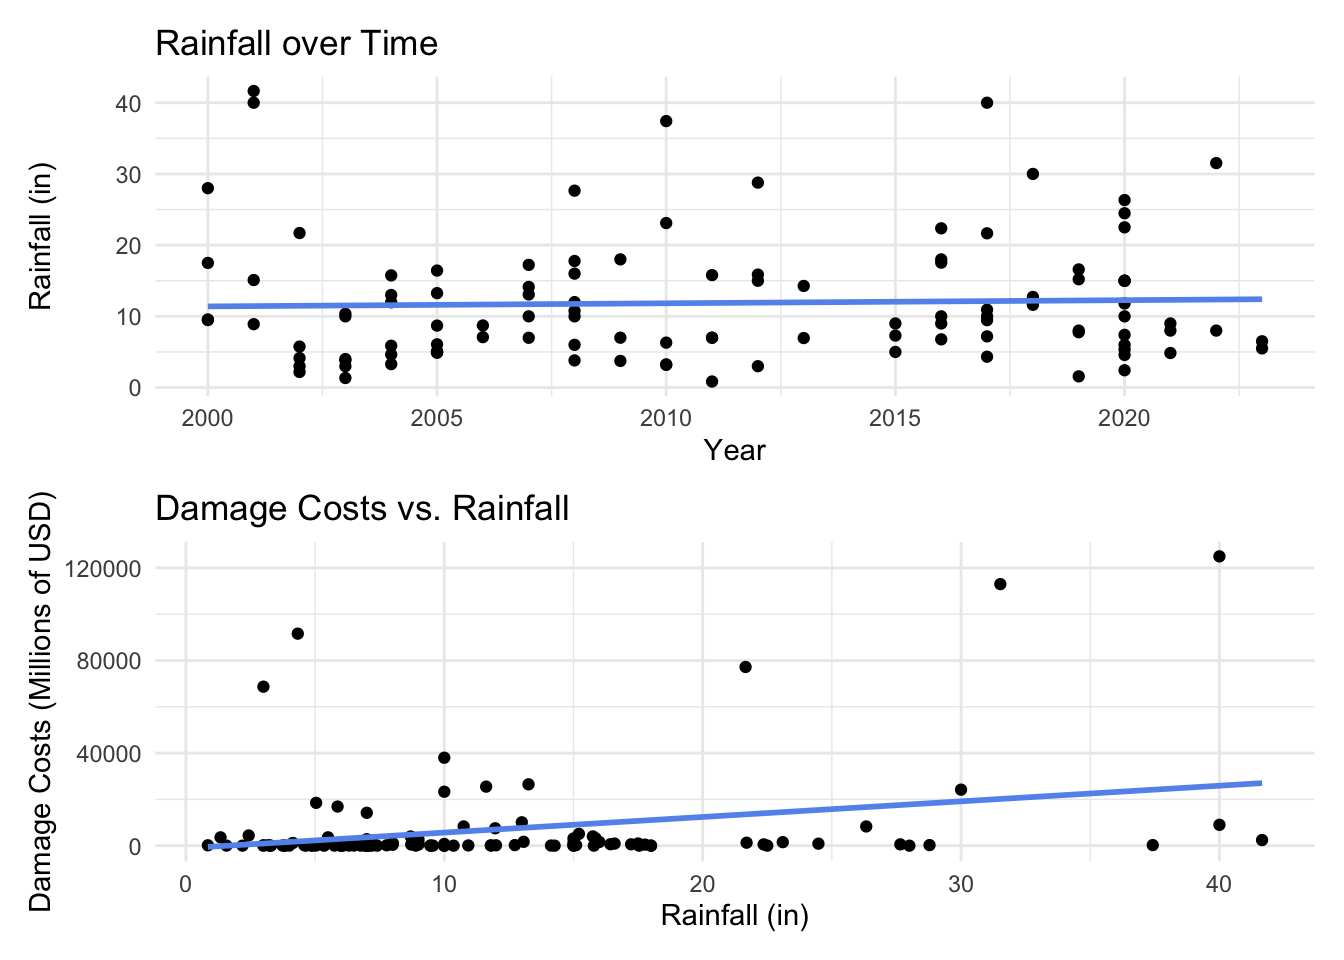 Rainfall over Time
Rainfall (in)
40
30
20
10
0
2000 2005 2010 2015 2020
Year
Damage Costs vs. Rainfall
Damage Costs (Millions of USD)
120000
80000
40000
0
0 10 20 30 40
Rainfall (in)